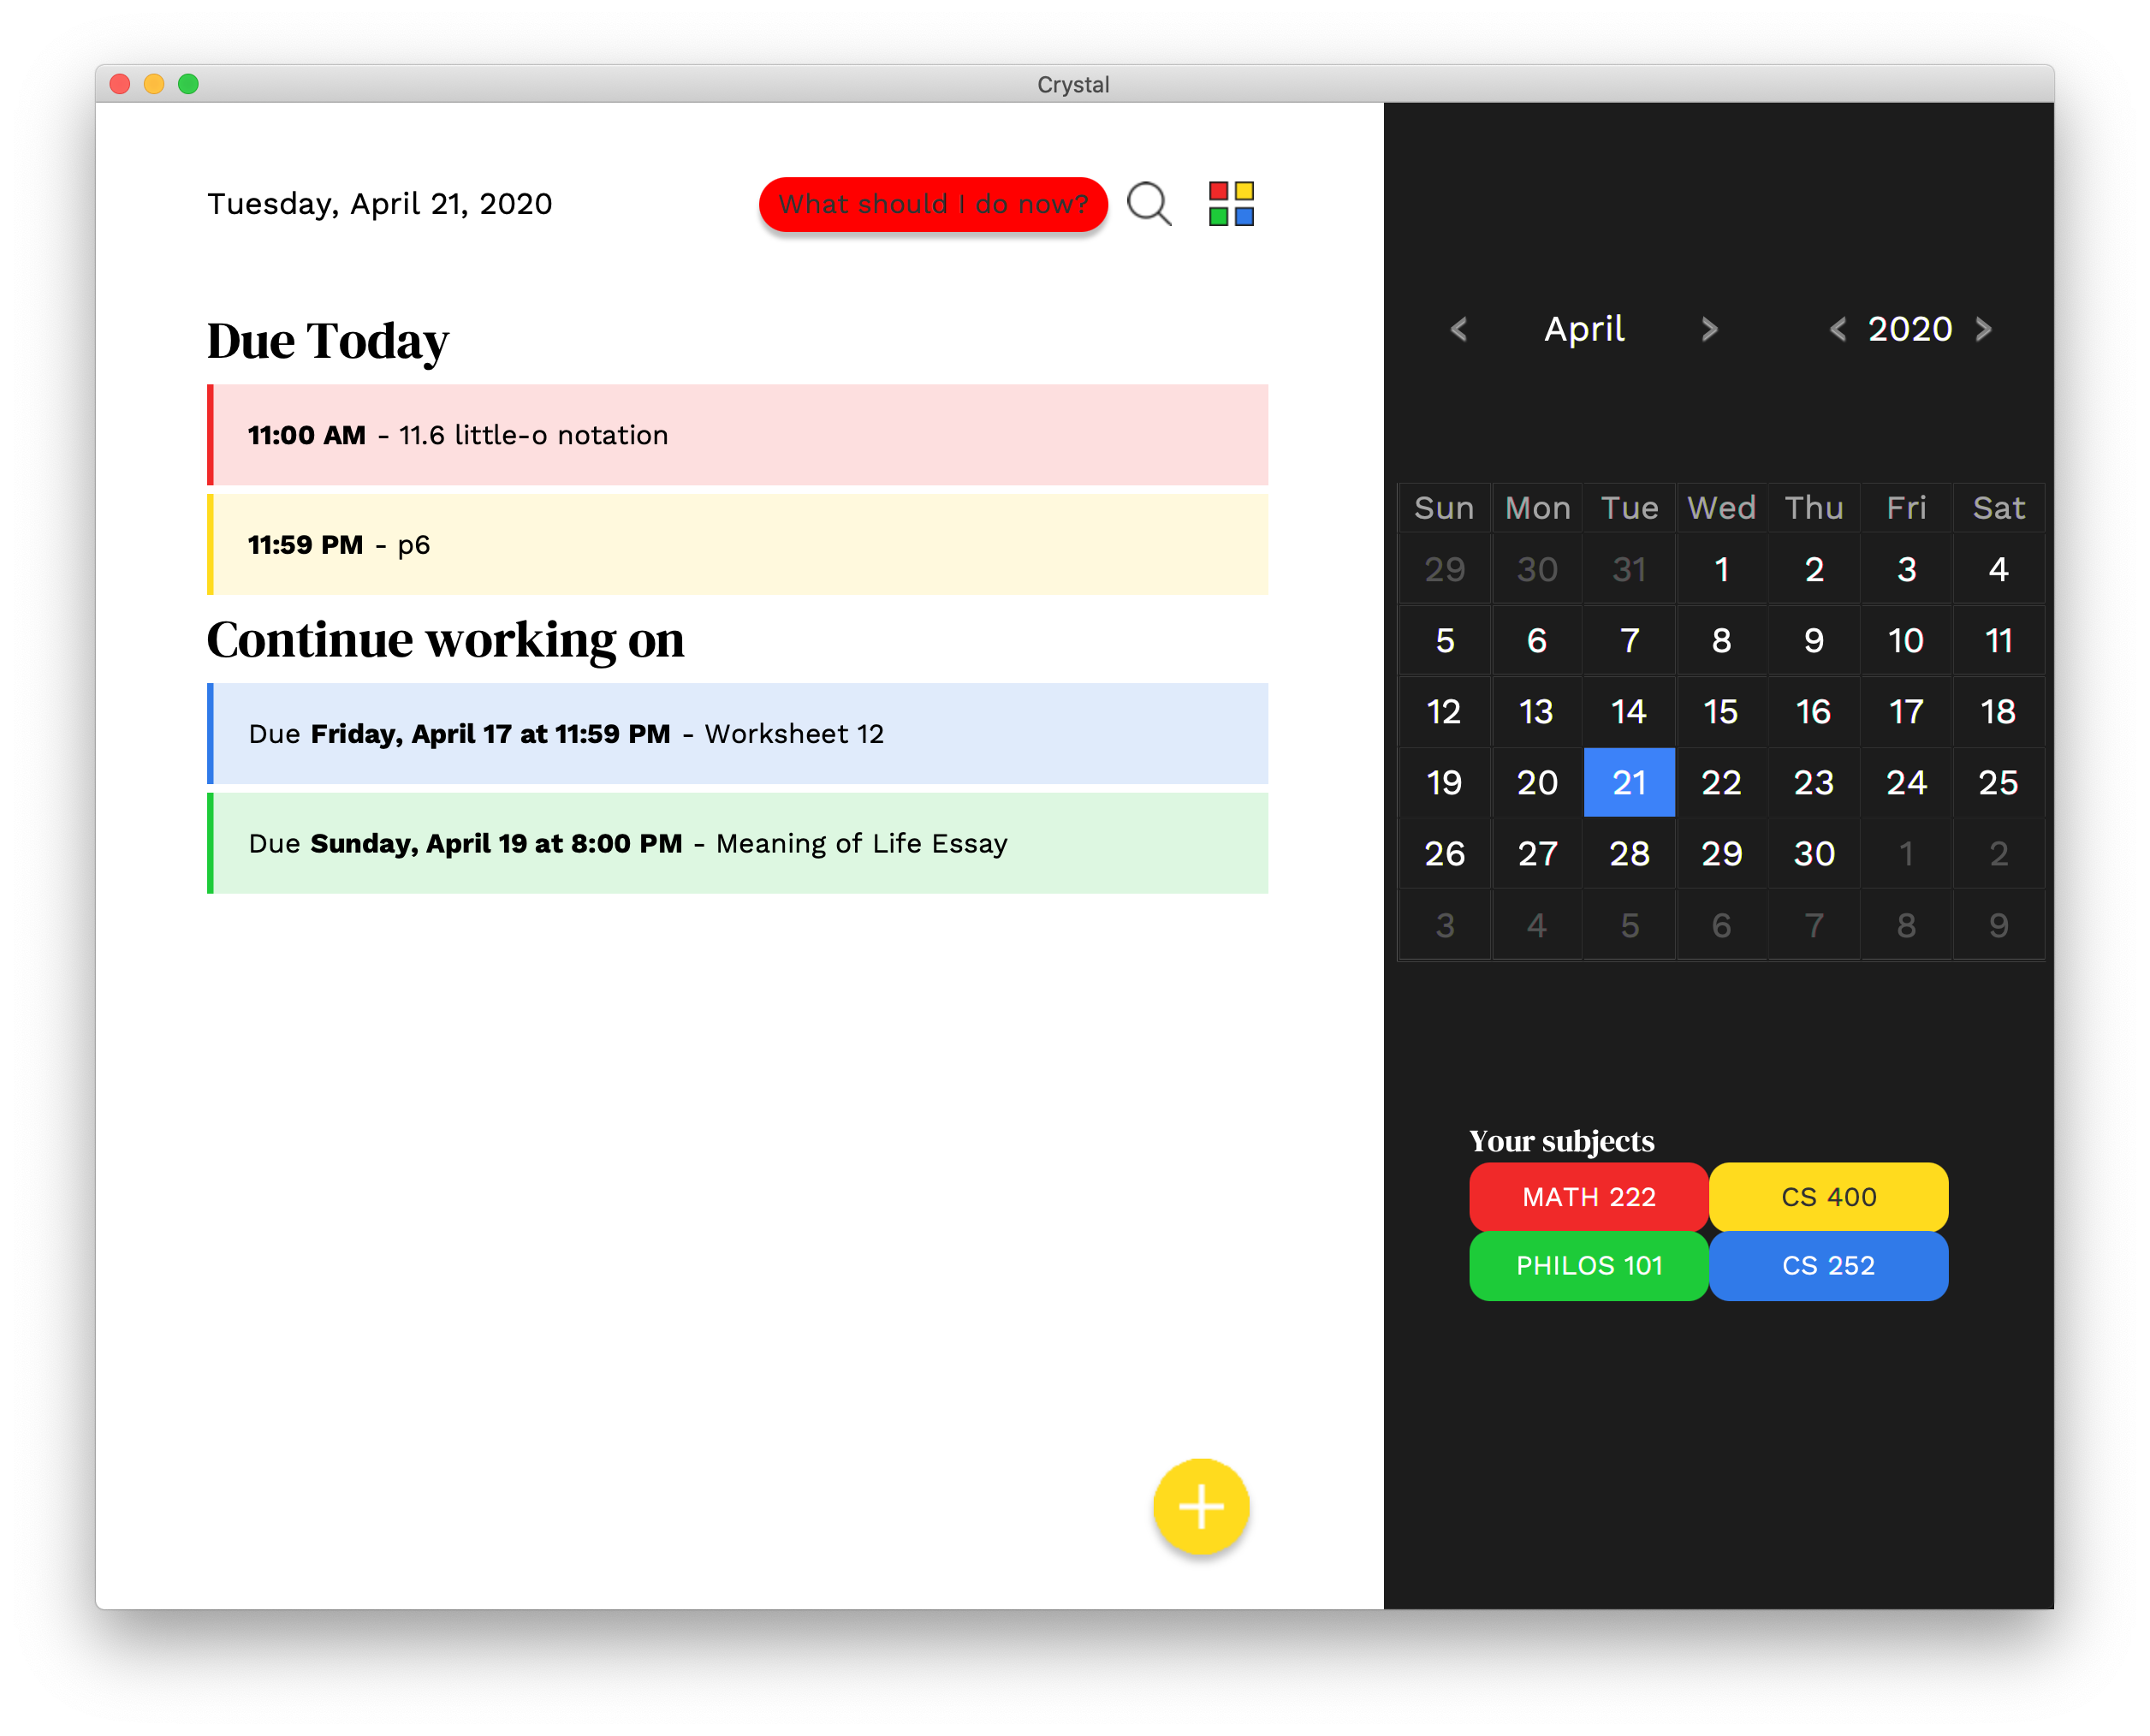 Crystal
Tuesday, April 21, 2020
What should I do now?
Due Today
11:00 AM - 11.6 little-o notation
11:59 PM - p6
Continue working on
Due Friday, April 17 at 11:59 PM - Worksheet 12
Due Sunday, April 19 at 8:00 PM - Meaning of Life Essay
< April > < 2020 >
Sun Mon Tue Wed Thu Fri Sat
29 30 31 1 2 3 4
5 6 7 8 9 10 11
12 13 14 15 16 17 18
19 20 21 22 23 24 25
26 27 28 29 30 1 2
3 4 5 6 7 8 9
Your subjects
MATH 222 CS 400
PHILOS 101 CS 252